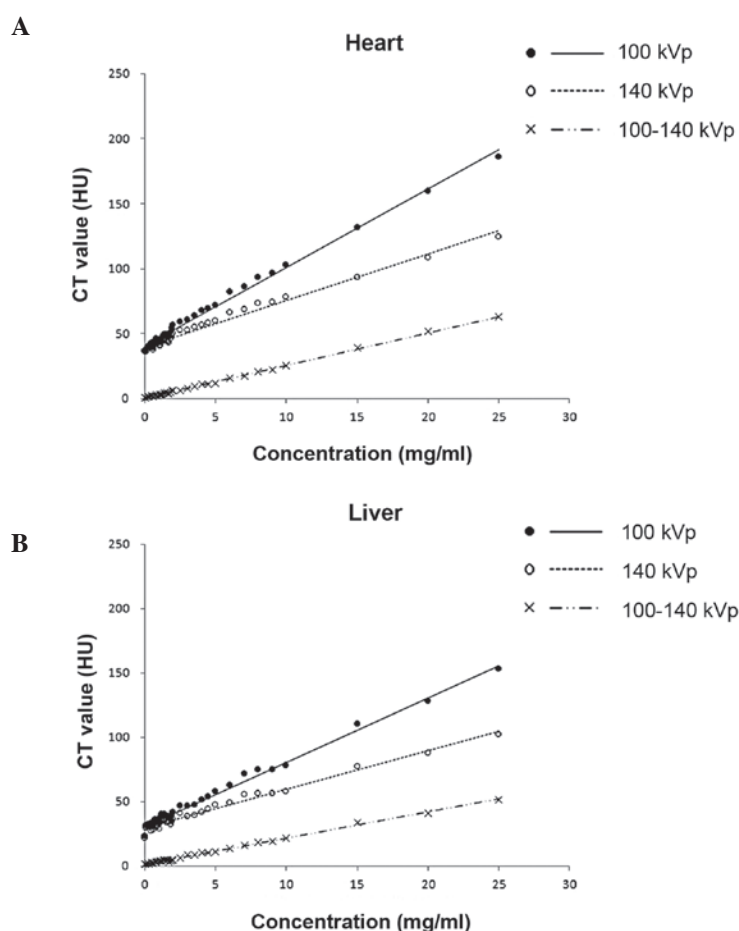 A
Heart
100 kVp
140 kVp
100-140 kVp
CT value (HU)
250
200
150
100
50
0
0 5 10 15 20 25 30
Concentration (mg/ml)
B
Liver
100 kVp
140 kVp
100-140 kVp
CT value (HU)
250
200
150
100
50
0
0 5 10 15 20 25 30
Concentration (mg/ml)